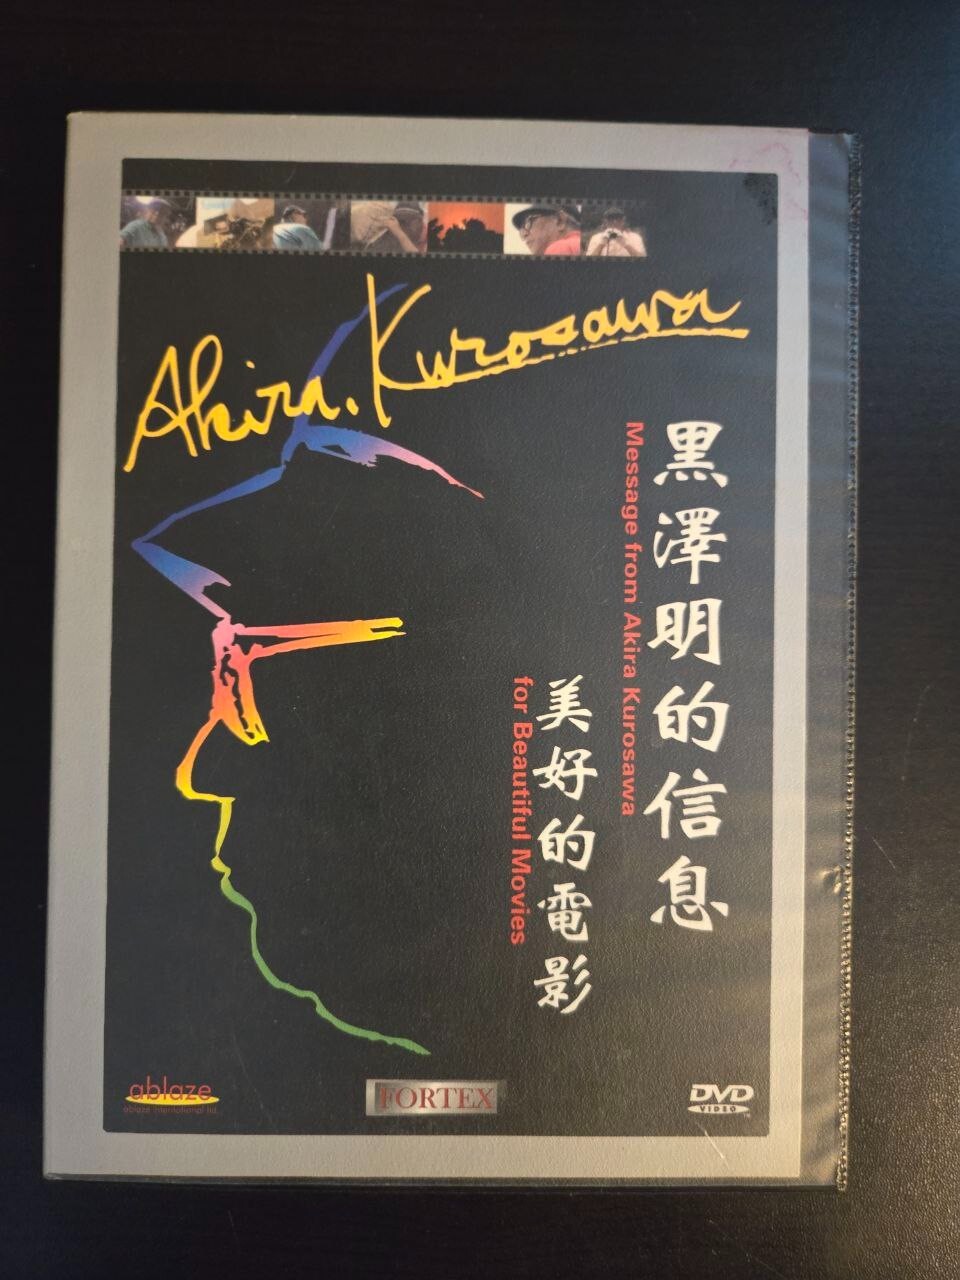 Akira. Kurosawa
黑澤明的信息
Message from Akira Kurosawa
美好的電影
for Beautiful Movies
ablaze
ablaze international ltd.
FORTEX
DVD
VIDEO